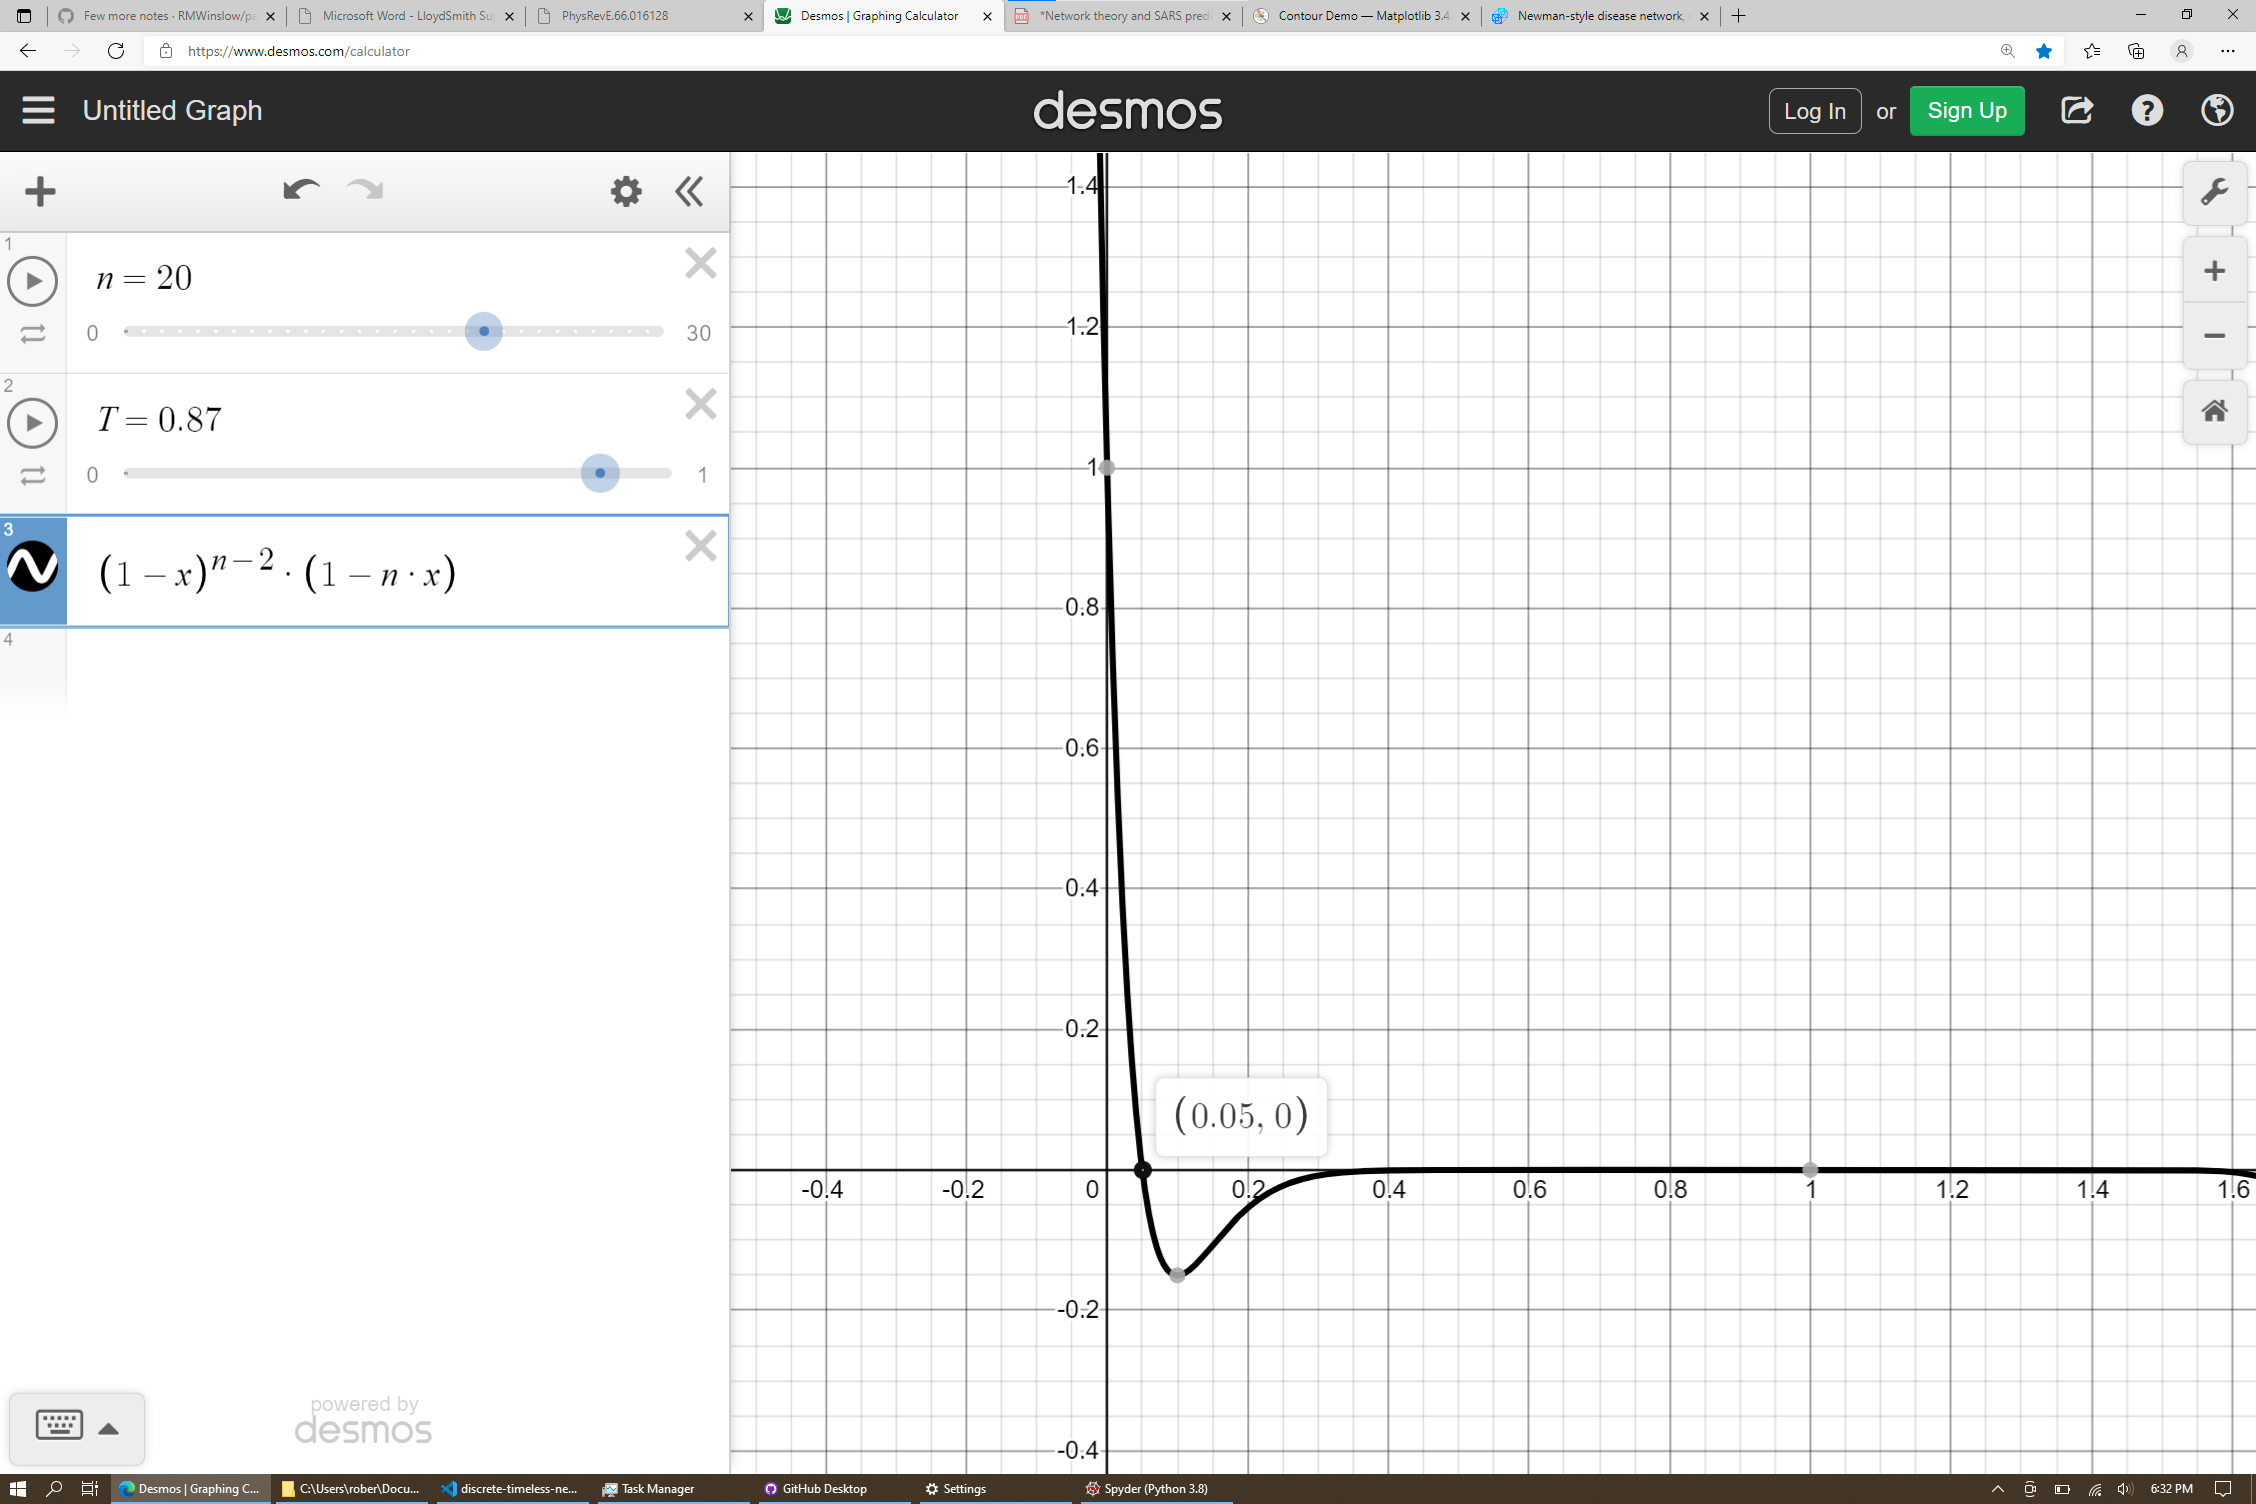 Few more notes · RMWinslow/pa
Microsoft Word - LloydSmith Su
PhysRevE.66.016128
Desmos | Graphing Calculator
*Network theory and SARS pred
Contour Demo — Matplotlib 3.4
Newman-style disease network,
https://www.desmos.com/calculator
Untitled Graph
desmos
Log In or Sign Up
1
n = 20
0 30
2
T = 0.87
0 1
3
(1 − x)^{n−2} · (1 − n · x)
4
powered by
desmos
1.4
1.2
1
0.8
0.6
0.4
0.2
(0.05, 0)
-0.4 -0.2 0 0.2 0.4 0.6 0.8 1 1.2 1.4 1.6
-0.2
-0.4
Desmos | Graphing C...
C:\Users\rober\Docu...
discrete-timeless-ne...
Task Manager
GitHub Desktop
Settings
Spyder (Python 3.8)
6:32 PM